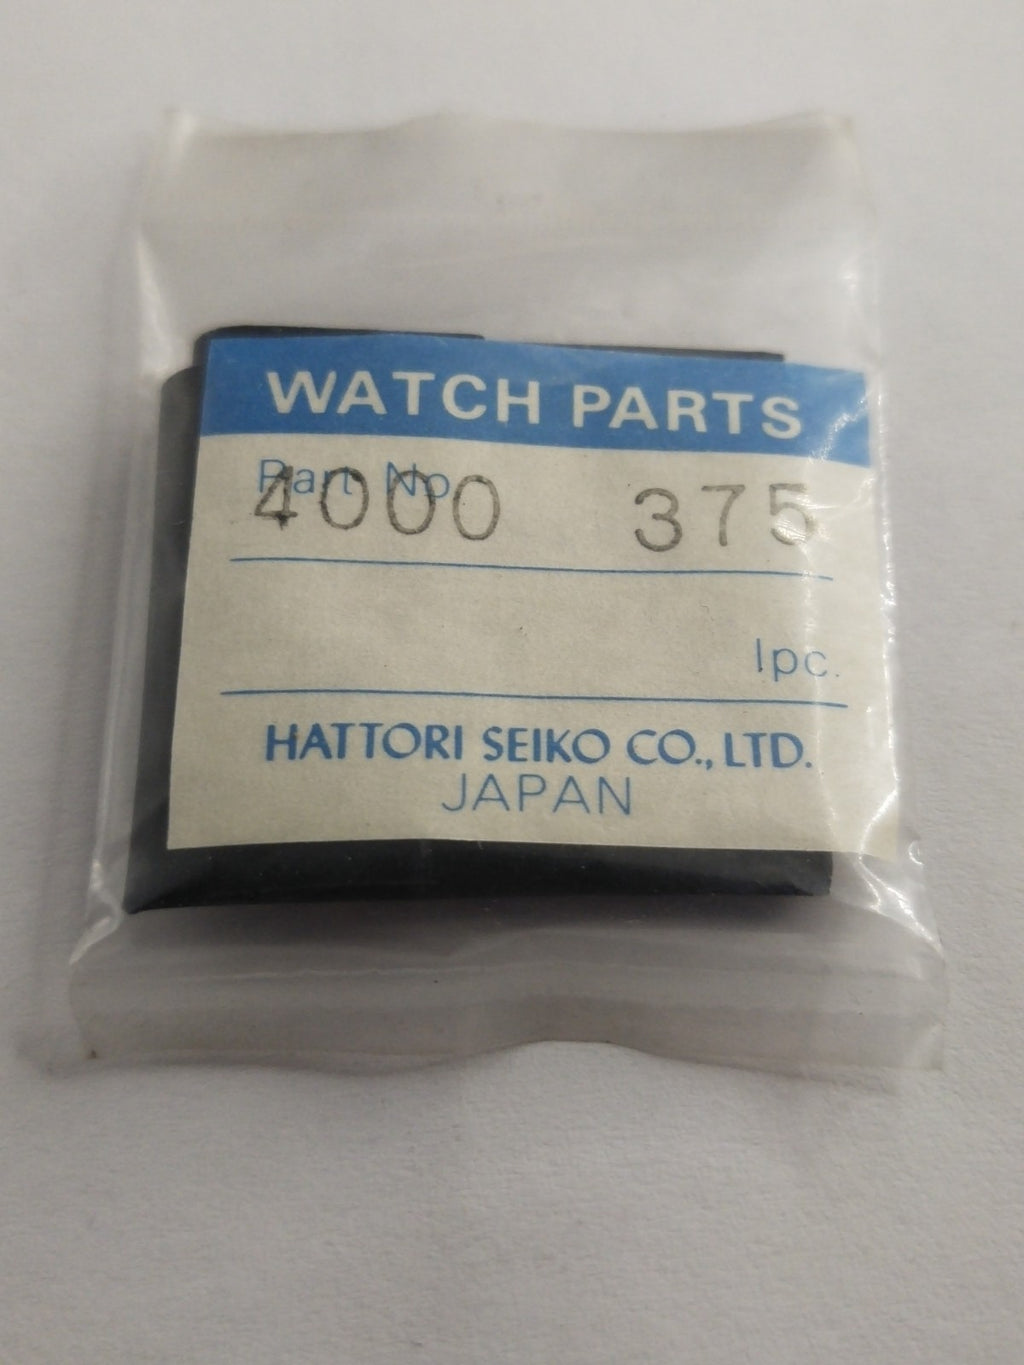 WATCH PARTS
Part No.
4000 375
1pc.
HATTORI SEIKO CO., LTD.
JAPAN